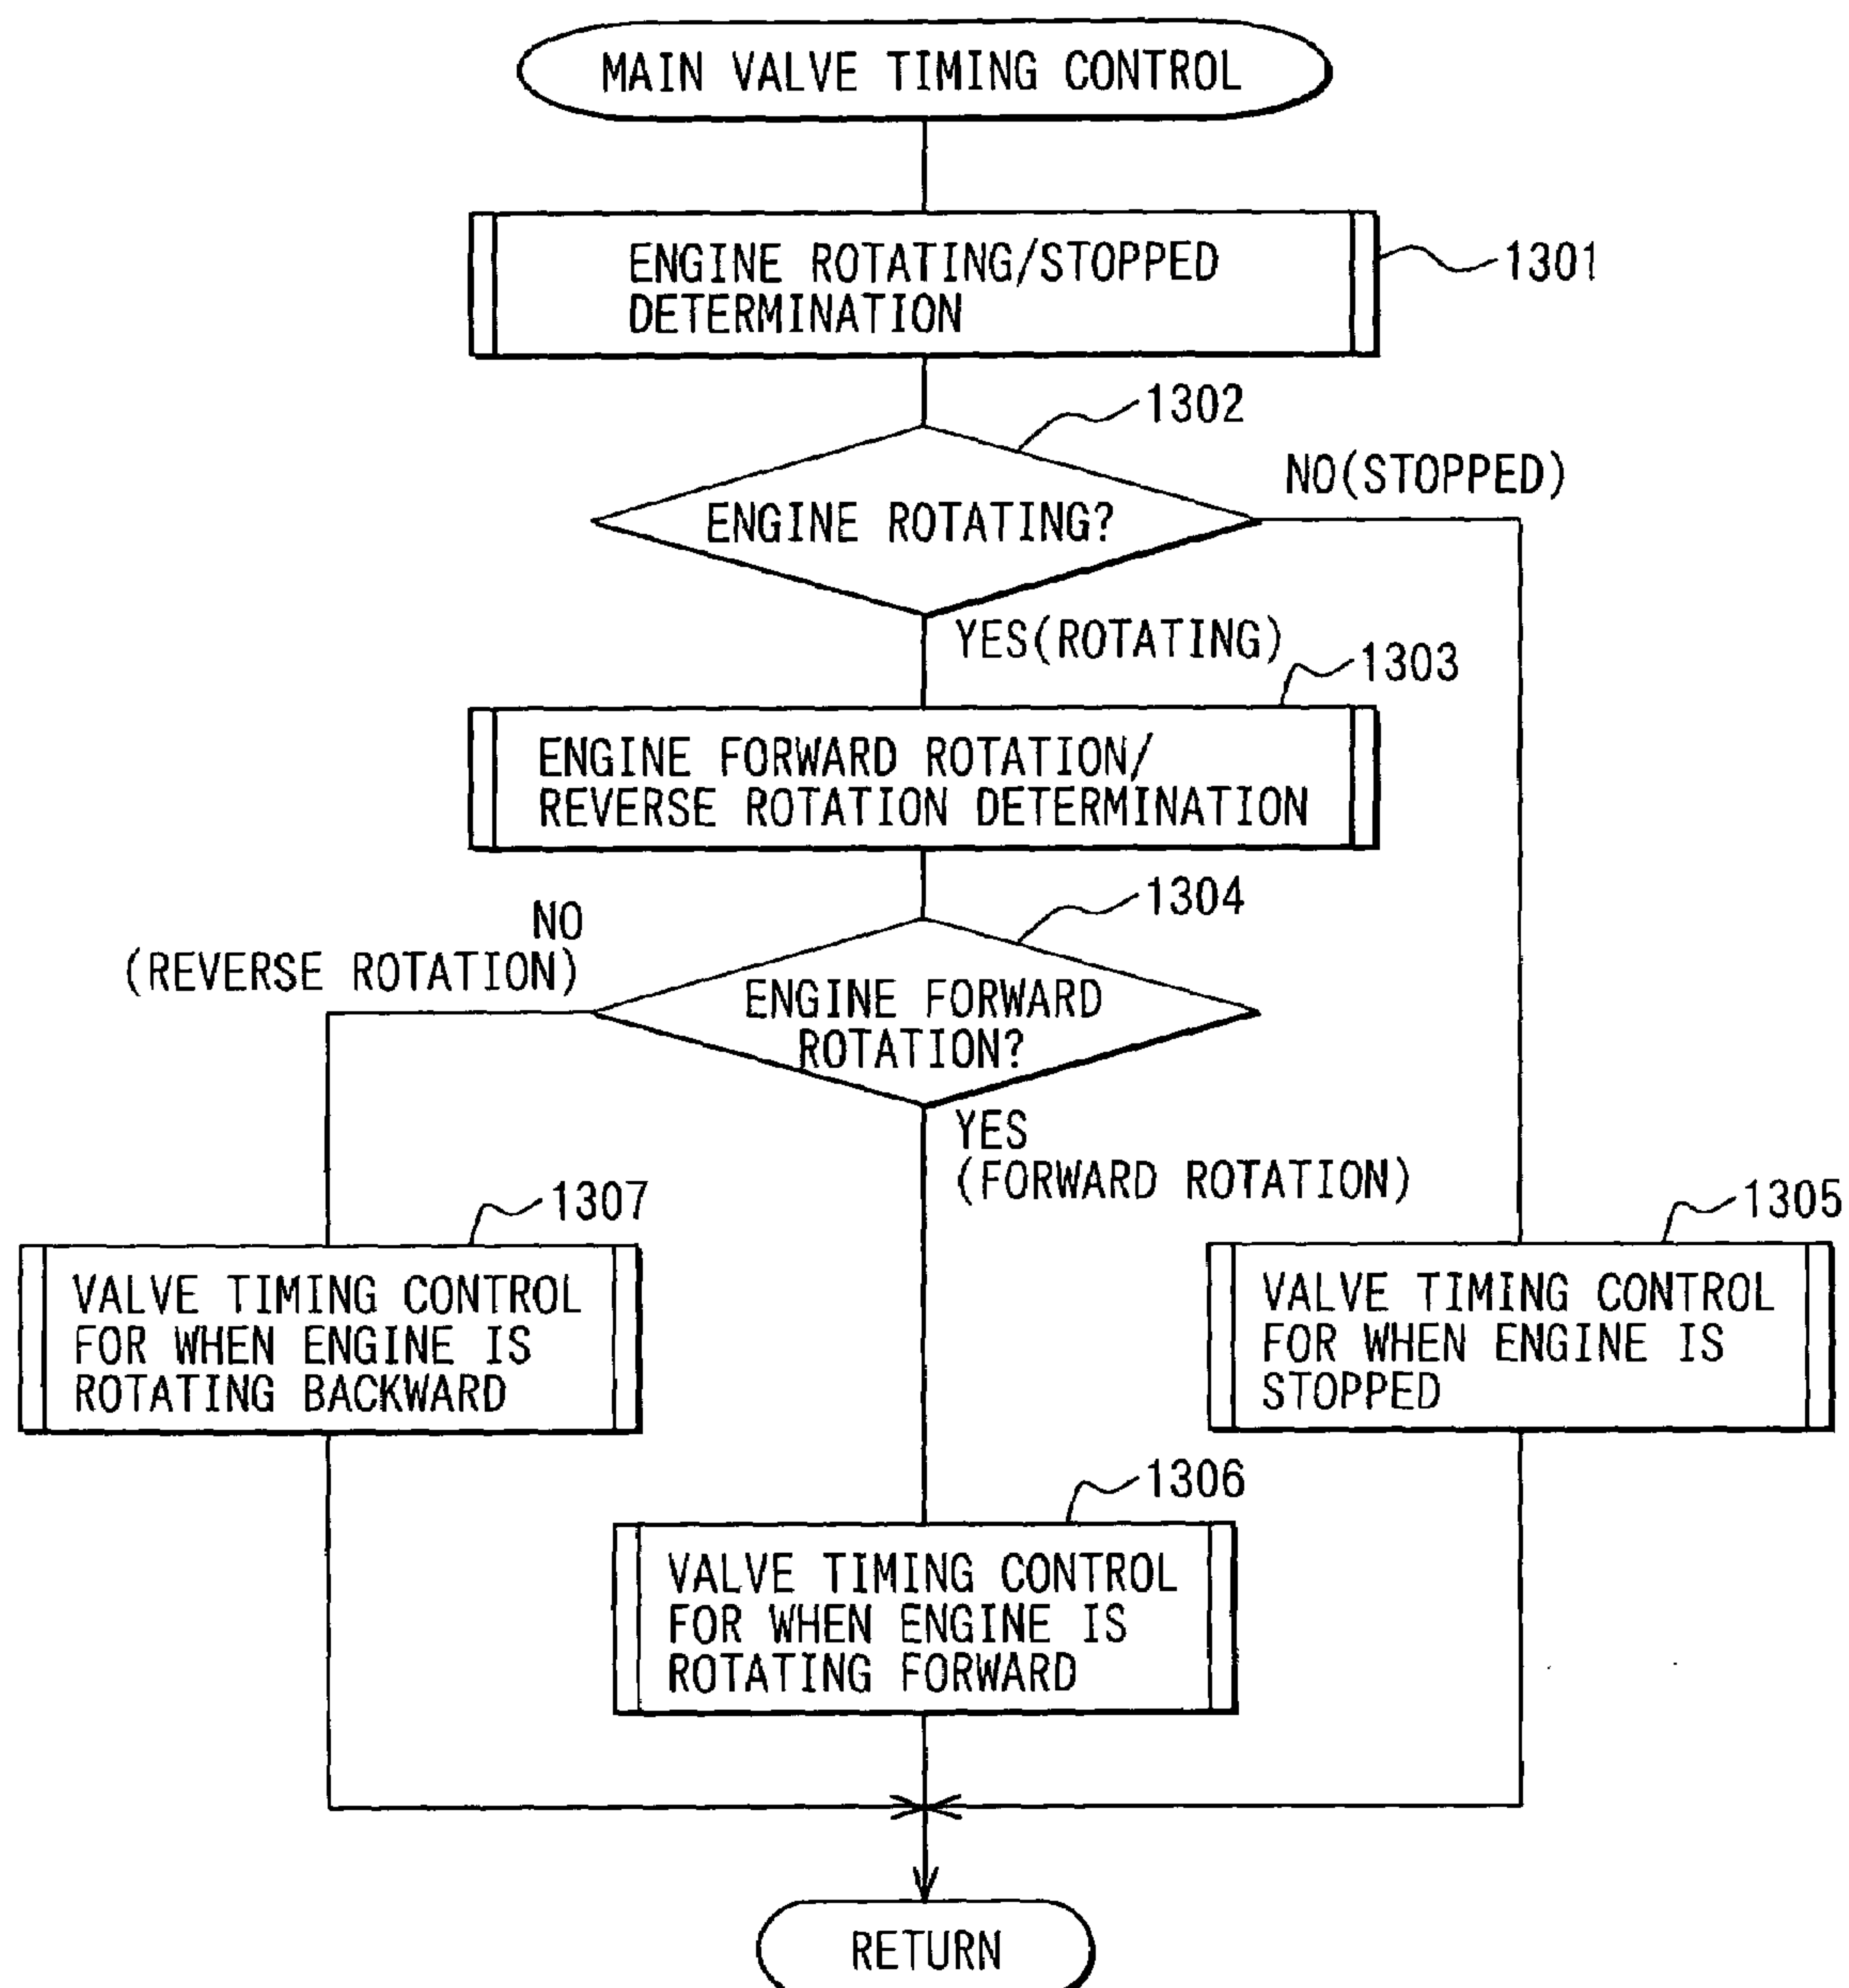 MAIN VALVE TIMING CONTROL
ENGINE ROTATING/STOPPED
DETERMINATION
1301
1302
NO(STOPPED)
ENGINE ROTATING?
YES(ROTATING)
1303
ENGINE FORWARD ROTATION/
REVERSE ROTATION DETERMINATION
1304
NO
(REVERSE ROTATION)
ENGINE FORWARD
ROTATION?
YES
(FORWARD ROTATION)
1307
VALVE TIMING CONTROL
FOR WHEN ENGINE IS
ROTATING BACKWARD
1305
VALVE TIMING CONTROL
FOR WHEN ENGINE IS
STOPPED
1306
VALVE TIMING CONTROL
FOR WHEN ENGINE IS
ROTATING FORWARD
RETURN